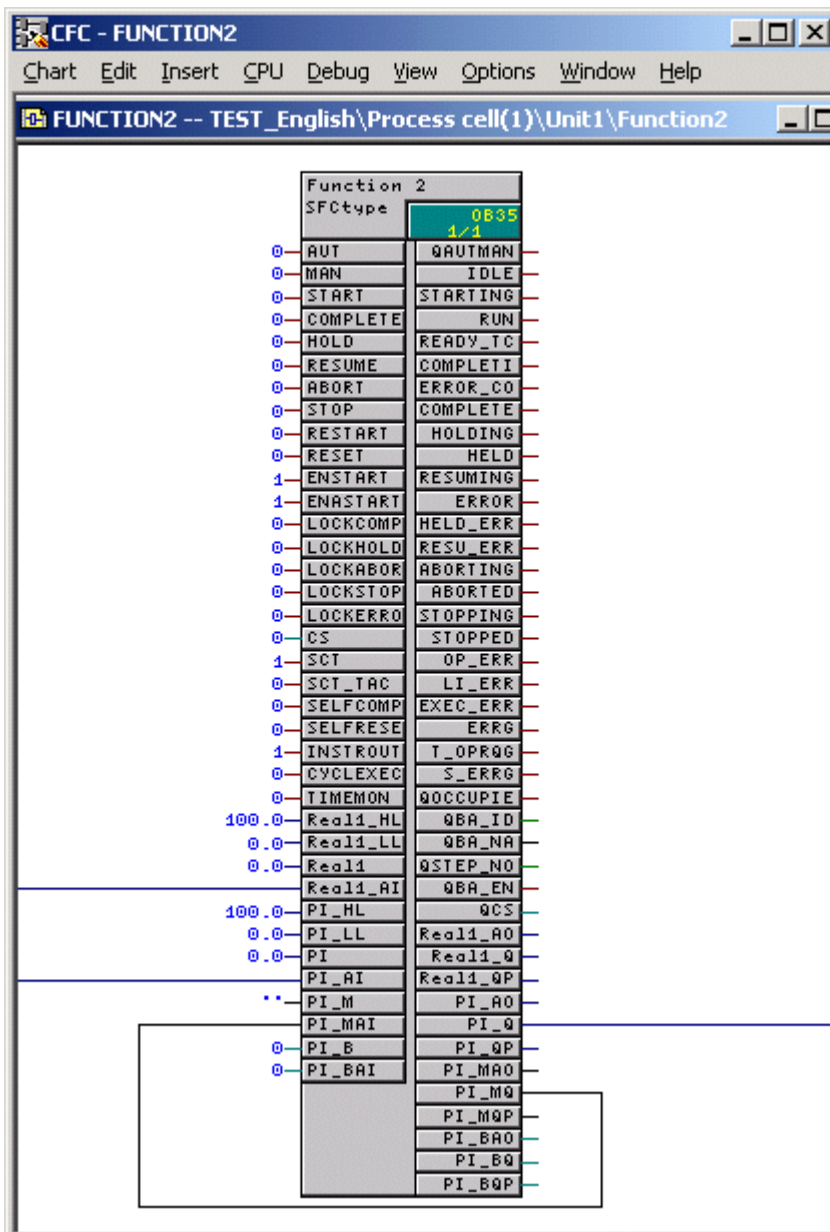 CFC - FUNCTION2
Chart Edit Insert CPU Debug View Options Window Help
FUNCTION2 -- TEST_English\Process cell(1)\Unit1\Function2
Function 2
SFCtype OB35
1/1
0 AUT QAUTMAN
0 MAN IDLE
0 START STARTING
0 COMPLETE RUN
0 HOLD READY_TC
0 RESUME COMPLETI
0 ABORT ERROR_CO
0 STOP COMPLETE
0 RESTART HOLDING
0 RESET HELD
1 ENSTART RESUMING
1 ENASTART ERROR
0 LOCKCOMP HELD_ERR
0 LOCKHOLD RESU_ERR
0 LOCKABOR ABORTING
0 LOCKSTOP ABORTED
0 LOCKERRO STOPPING
0 CS STOPPED
1 SCT OP_ERR
0 SCT_TAC LI_ERR
0 SELFCOMP EXEC_ERR
0 SELFRESE ERRG
1 INSTROUT T_OPRQG
0 CYCLEXEC S_ERRG
0 TIMEMON QOCCUPIE
100.0 Real1_HL QBA_ID
0.0 Real1_LL QBA_NA
0.0 Real1 QSTEP_NO
Real1_AI QBA_EN
100.0 PI_HL QCS
0.0 PI_LL Real1_AO
0.0 PI Real1_Q
PI_AI Real1_QP
'' PI_M PI_AO
PI_MAI PI_Q
0 PI_B PI_QP
0 PI_BAI PI_MAO
PI_MQ
PI_MQP
PI_BAO
PI_BQ
PI_BQP